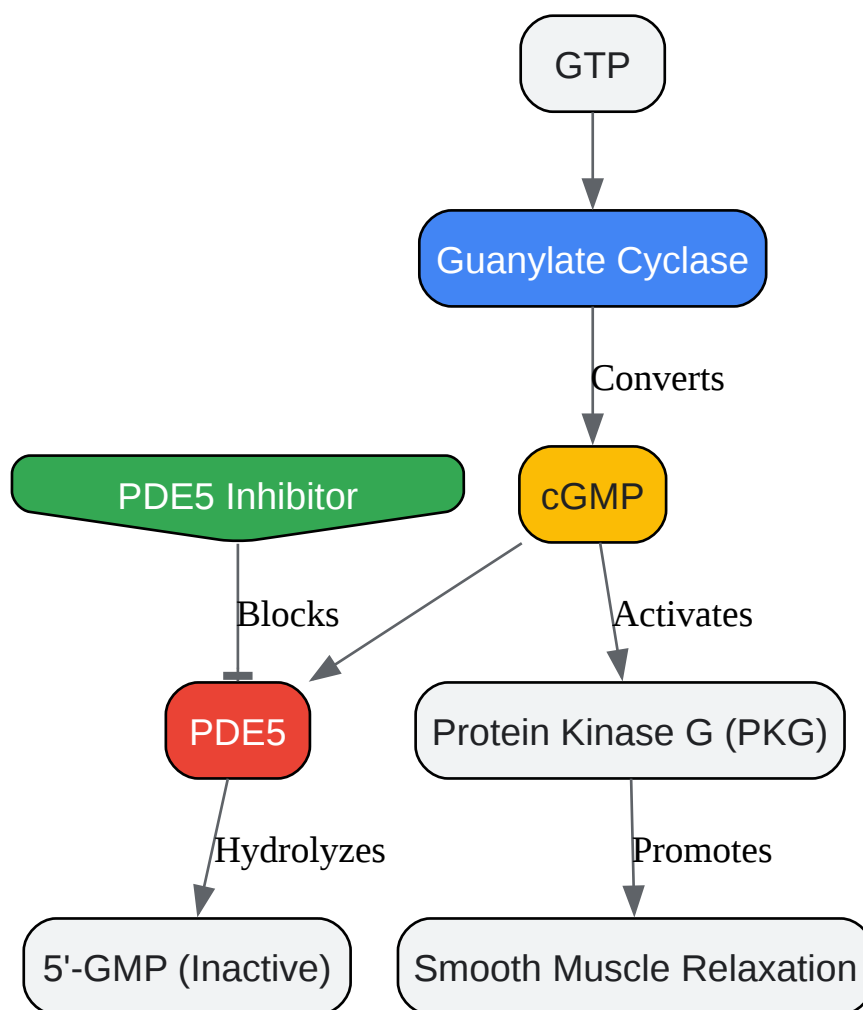 GTP
Guanylate Cyclase
Converts
PDE5 Inhibitor
cGMP
Blocks
Activates
PDE5
Protein Kinase G (PKG)
Hydrolyzes
Promotes
5'-GMP (Inactive)
Smooth Muscle Relaxation